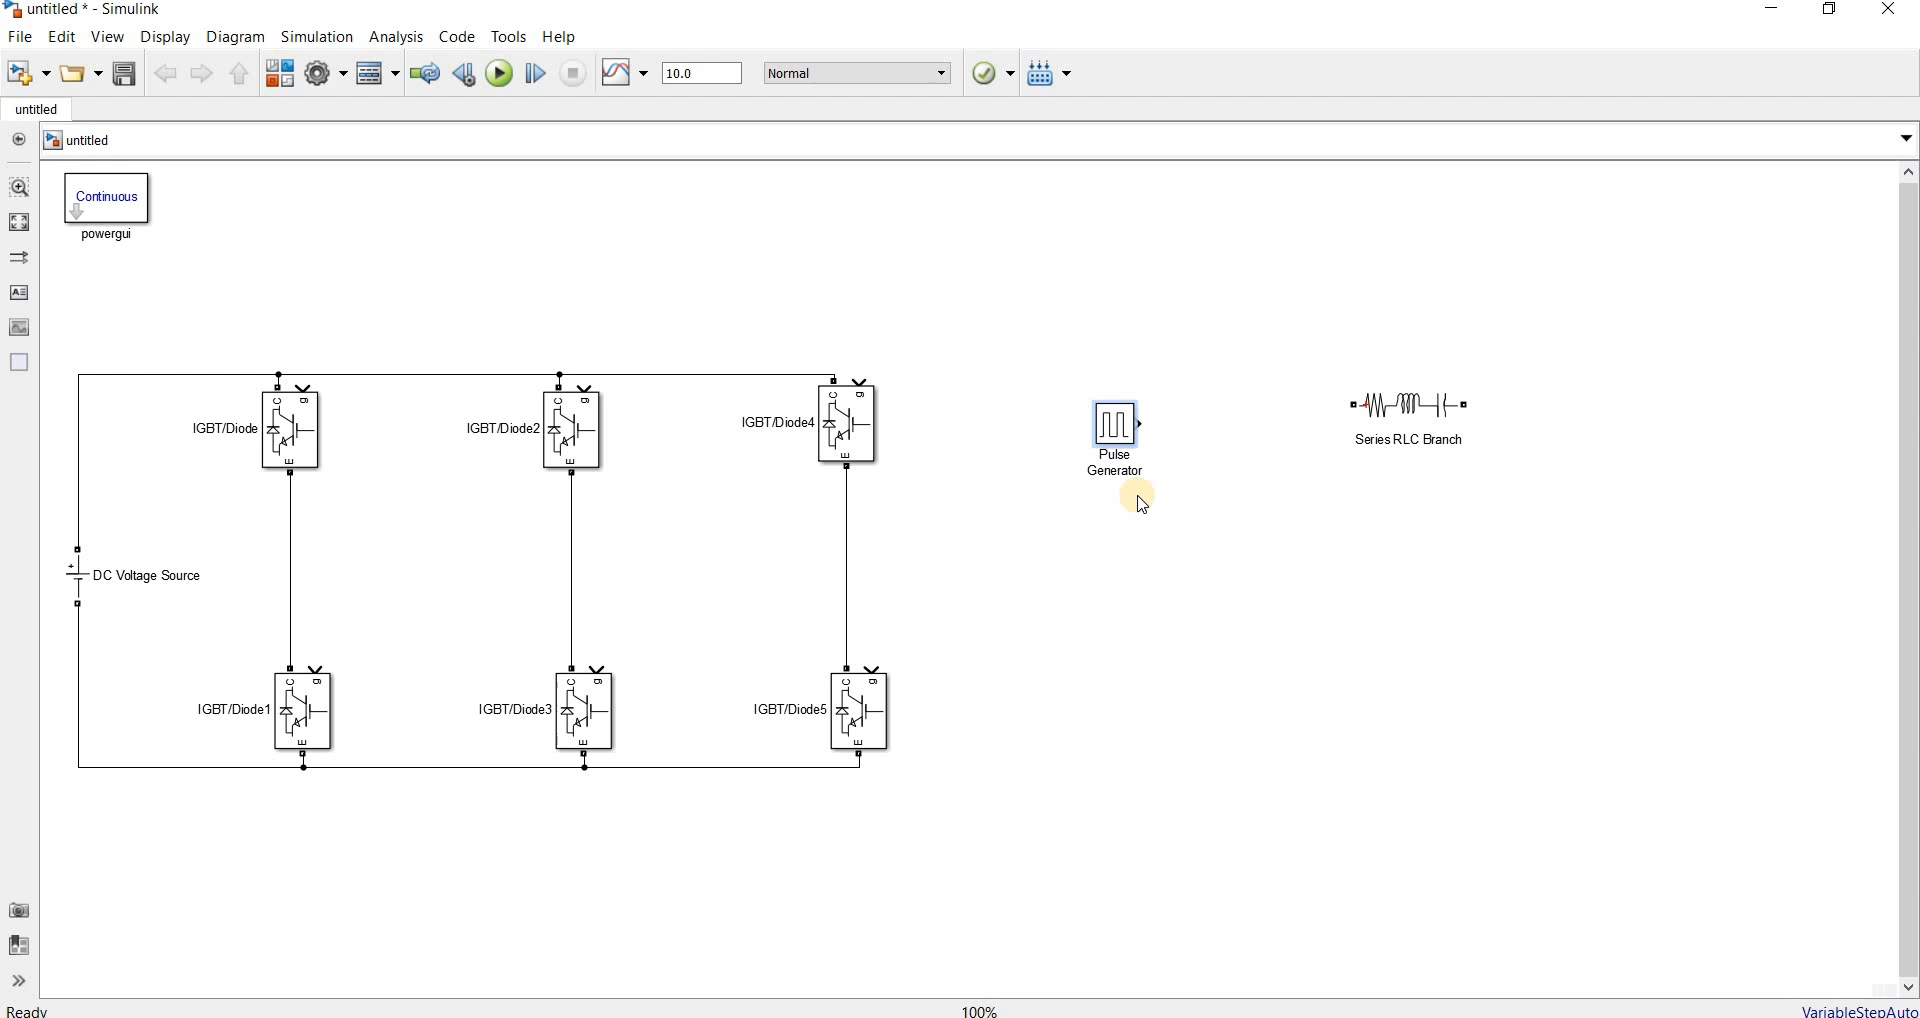 untitled * - Simulink
File Edit View Display Diagram Simulation Analysis Code Tools Help
10.0 Normal
untitled
untitled
Continuous
powergui
IGBT/Diode
C
g
E
IGBT/Diode2
C
g
E
IGBT/Diode4
C
g
E
Pulse
Generator
Series RLC Branch
+
DC Voltage Source
IGBT/Diode1
C
g
E
IGBT/Diode3
C
g
E
IGBT/Diode5
C
g
E
Ready 100% VariableStepAuto